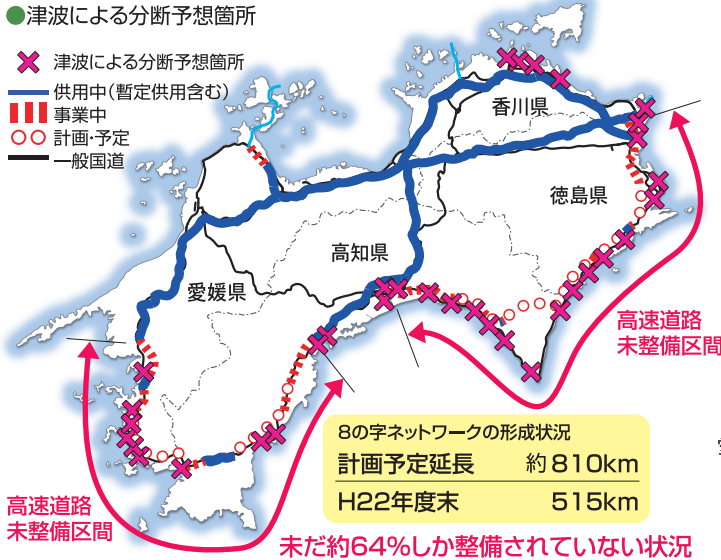 ●津波による分断予想箇所
津波による分断予想箇所
供用中(暫定供用含む)
事業中
計画・予定
一般国道
香川県
徳島県
高知県
愛媛県
高速道路
未整備区間
8の字ネットワークの形成状況
計画予定延長 約810km
H22年度末 515km
高速道路
未整備区間
未だ約64%しか整備されていない状況